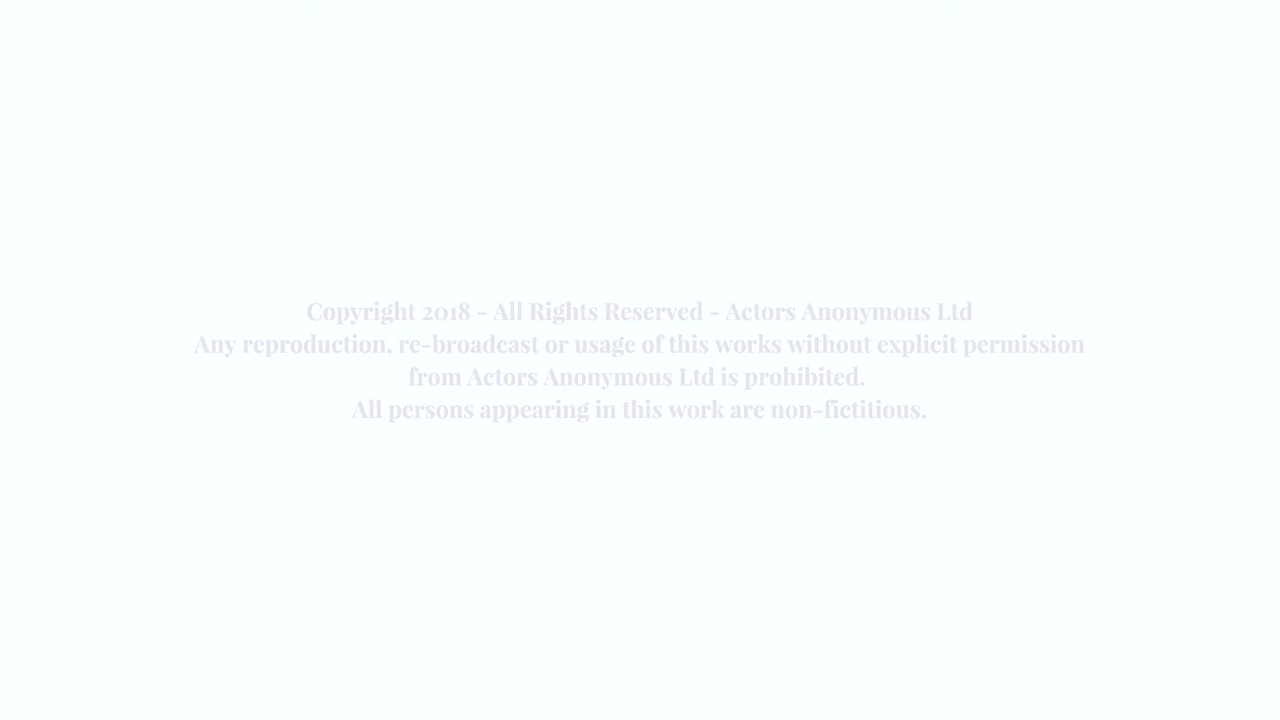 Copyright 2018 - All Rights Reserved - Actors Anonymous Ltd
Any reproduction, re-broadcast or usage of this works without explicit permission
from Actors Anonymous Ltd is prohibited.
All persons appearing in this work are non-fictitious.